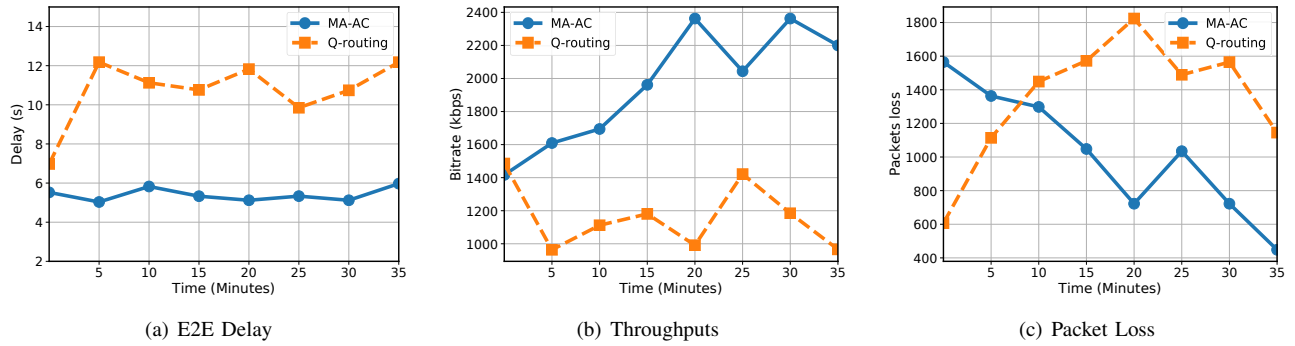 14
12
10
8
6
4
2
5
10
15
20
25
30
35
Delay (s)
Time (Minutes)
MA-AC
Q-routing
(a) E2E Delay
2400
2200
2000
1800
1600
1400
1200
1000
5
10
15
20
25
30
35
Bitrate (kbps)
Time (Minutes)
MA-AC
Q-routing
(b) Throughputs
1800
1600
1400
1200
1000
800
600
400
5
10
15
20
25
30
35
Packets loss
Time (Minutes)
MA-AC
Q-routing
(c) Packet Loss